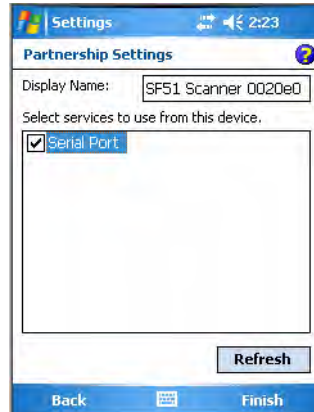 Settings 2:23
Partnership Settings
Display Name: SF51 Scanner 0020e0
Select services to use from this device.
Serial Port
Refresh
Back Finish